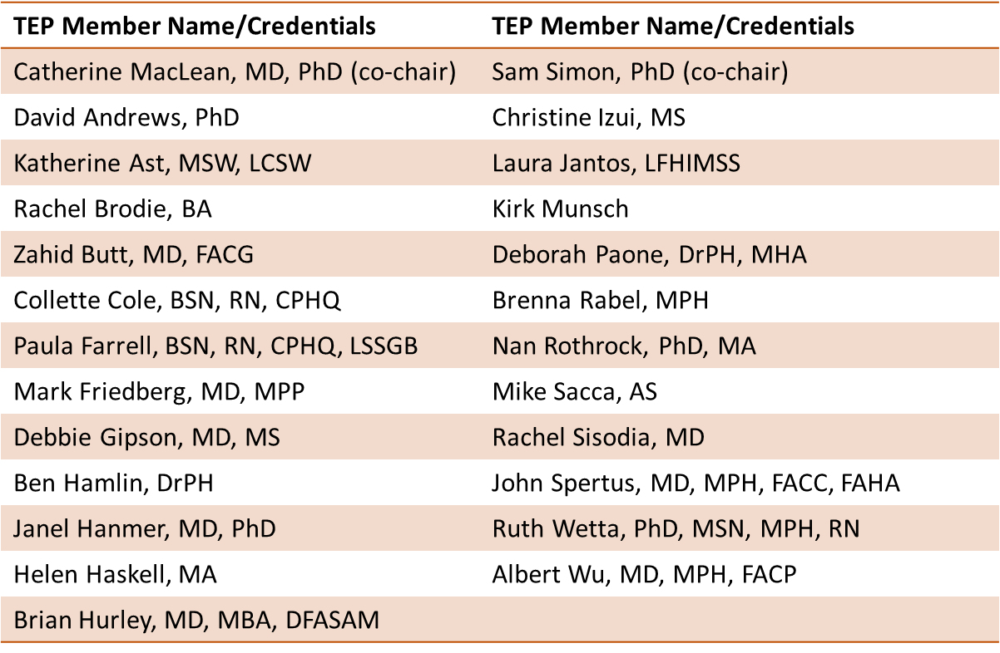 TEP Member Name/Credentials TEP Member Name/Credentials
Catherine MacLean, MD, PhD (co-chair) Sam Simon, PhD (co-chair)
David Andrews, PhD Christine Izui, MS
Katherine Ast, MSW, LCSW Laura Jantos, LFHIMSS
Rachel Brodie, BA Kirk Munsch
Zahid Butt, MD, FACG Deborah Paone, DrPH, MHA
Collette Cole, BSN, RN, CPHQ Brenna Rabel, MPH
Paula Farrell, BSN, RN, CPHQ, LSSGB Nan Rothrock, PhD, MA
Mark Friedberg, MD, MPP Mike Sacca, AS
Debbie Gipson, MD, MS Rachel Sisodia, MD
Ben Hamlin, DrPH John Spertus, MD, MPH, FACC, FAHA
Janel Hanmer, MD, PhD Ruth Wetta, PhD, MSN, MPH, RN
Helen Haskell, MA Albert Wu, MD, MPH, FACP
Brian Hurley, MD, MBA, DFASAM